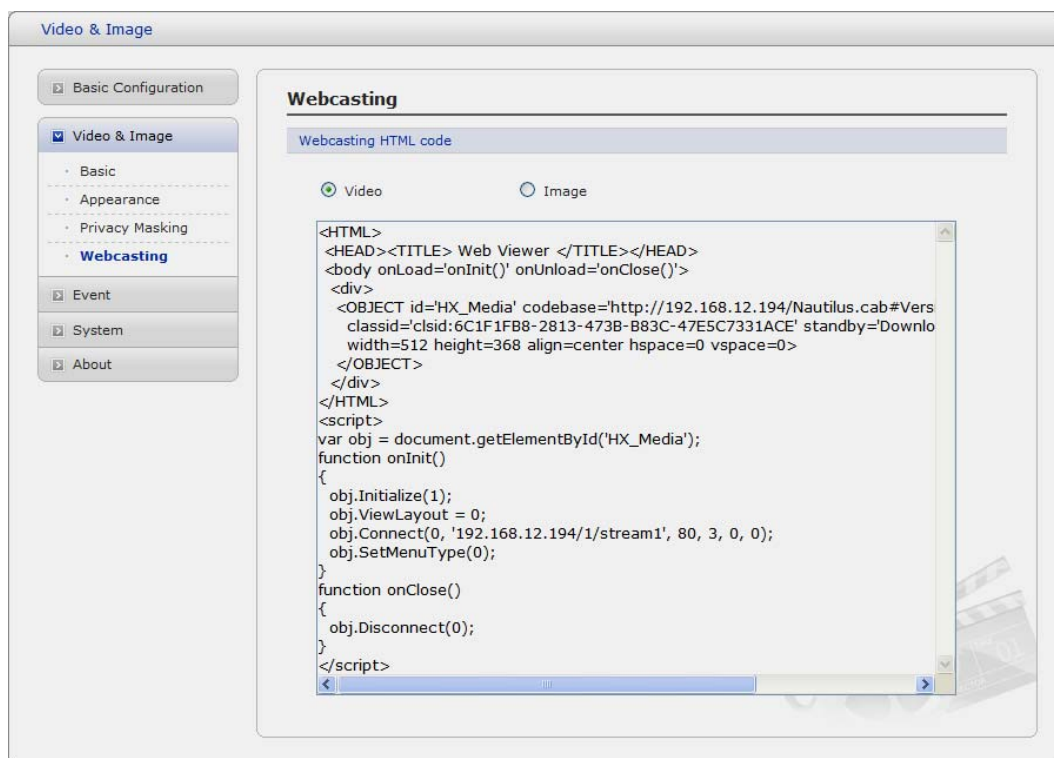 Video & Image
Basic Configuration
Video & Image
Basic
Appearance
Privacy Masking
Webcasting
Event
System
About
Webcasting
Webcasting HTML code
Video
Image
<HTML>
<HEAD><TITLE> Web Viewer </TITLE></HEAD>
<body onLoad='onInit()' onUnload='onClose()'>
<div>
<OBJECT id='HX_Media' codebase='http://192.168.12.194/Nautilus.cab#Vers
classid='clsid:6C1F1FB8-2813-473B-B83C-47E5C7331ACE' standby='Downlo
width=512 height=368 align=center hspace=0 vspace=0>
</OBJECT>
</div>
</HTML>
<script>
var obj = document.getElementById('HX_Media');
function onInit()
{
obj.Initialize(1);
obj.ViewLayout = 0;
obj.Connect(0, '192.168.12.194/1/stream1', 80, 3, 0, 0);
obj.SetMenuType(0);
}
function onClose()
{
obj.Disconnect(0);
}
</script>